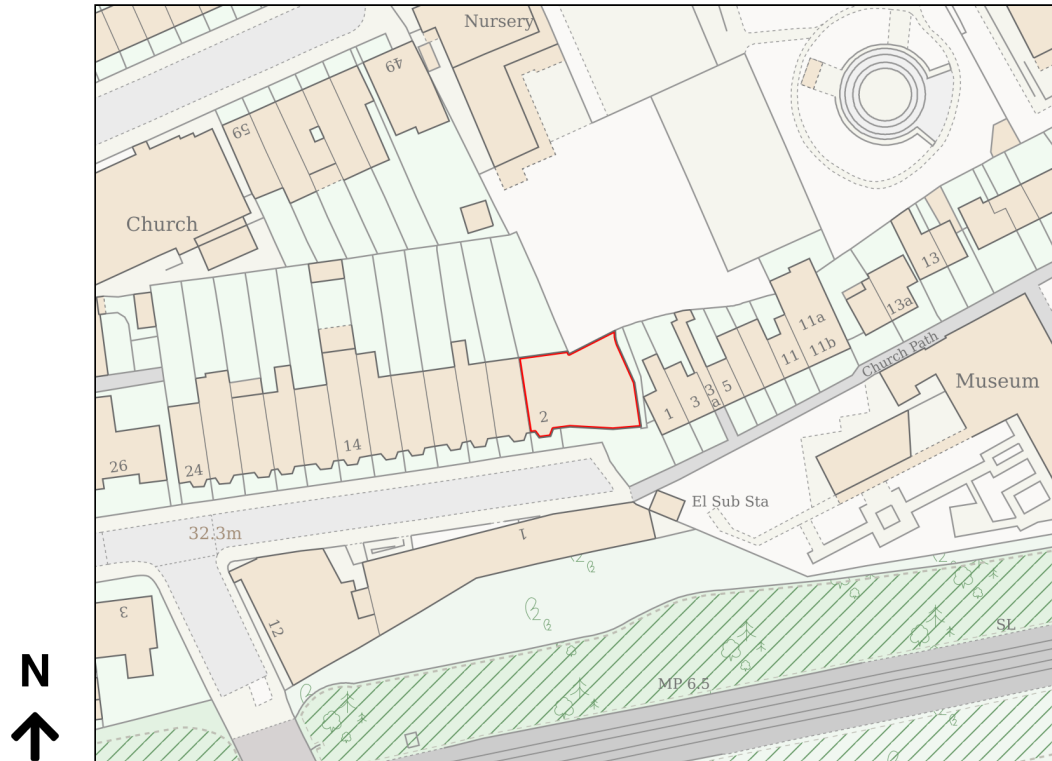 Nursery
49
59
Church
13
13a
11a
11b
11
Church Path
Museum
5
3
3
a
1
2
14
24
26
El Sub Sta
32.3m
1
12
3
SL
MP 6.5
N